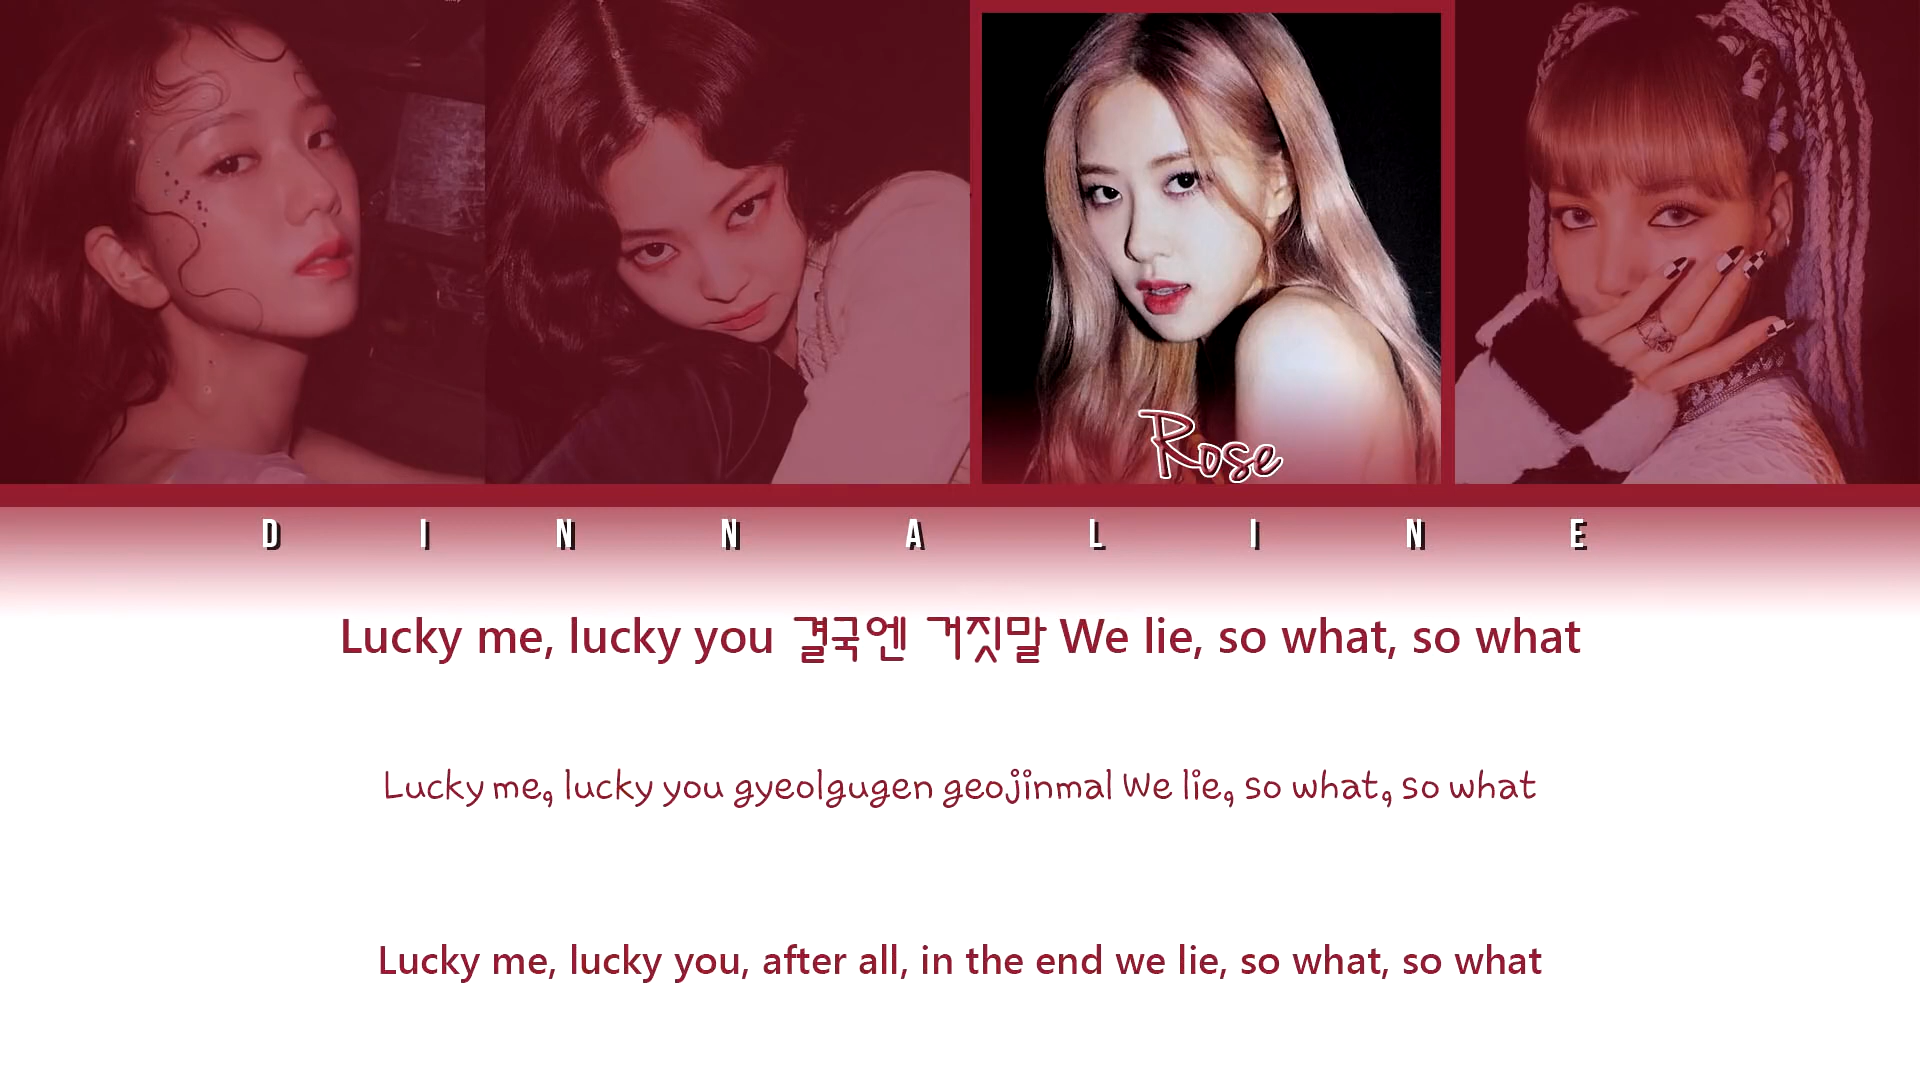 Rose
D I N N A L I N E
Lucky me, lucky you 결국엔 거짓말 We lie, so what, so what
Lucky me, lucky you gyeolgugen geojinmal We lie, so what, so what
Lucky me, lucky you, after all, in the end we lie, so what, so what